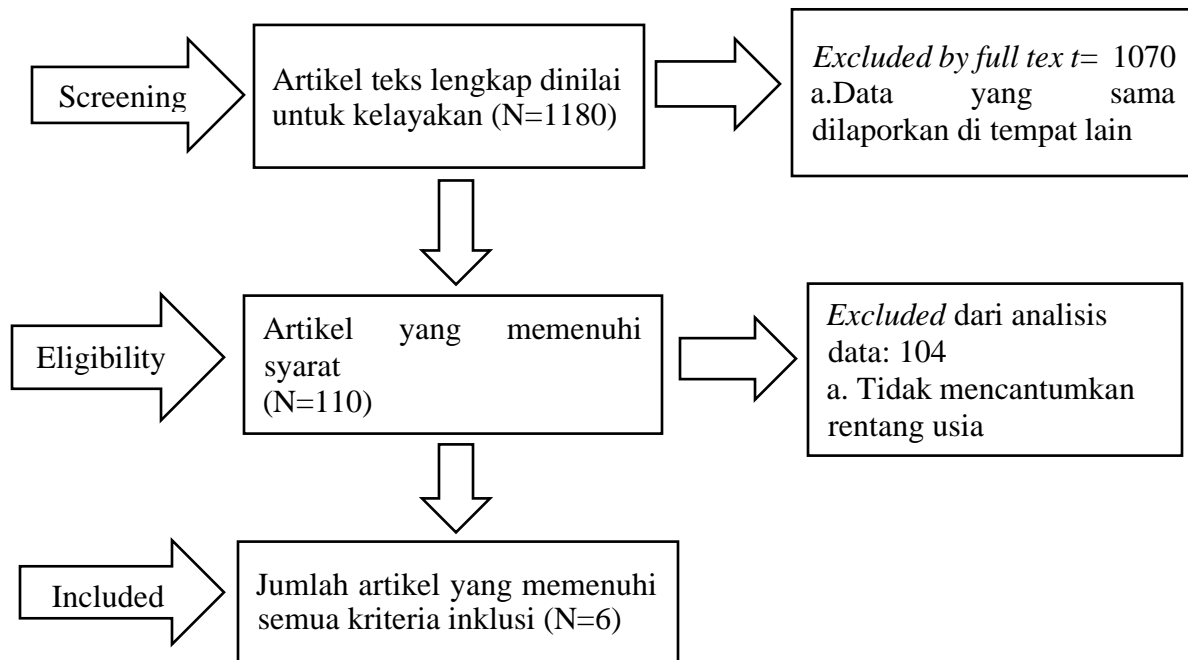 Screening
Artikel teks lengkap dinilai
untuk kelayakan (N=1180)
Excluded by full tex t= 1070
a.Data yang sama
dilaporkan di tempat lain
Eligibility
Artikel yang memenuhi
syarat
(N=110)
Excluded dari analisis
data: 104
a. Tidak mencantumkan
rentang usia
Included
Jumlah artikel yang memenuhi
semua kriteria inklusi (N=6)